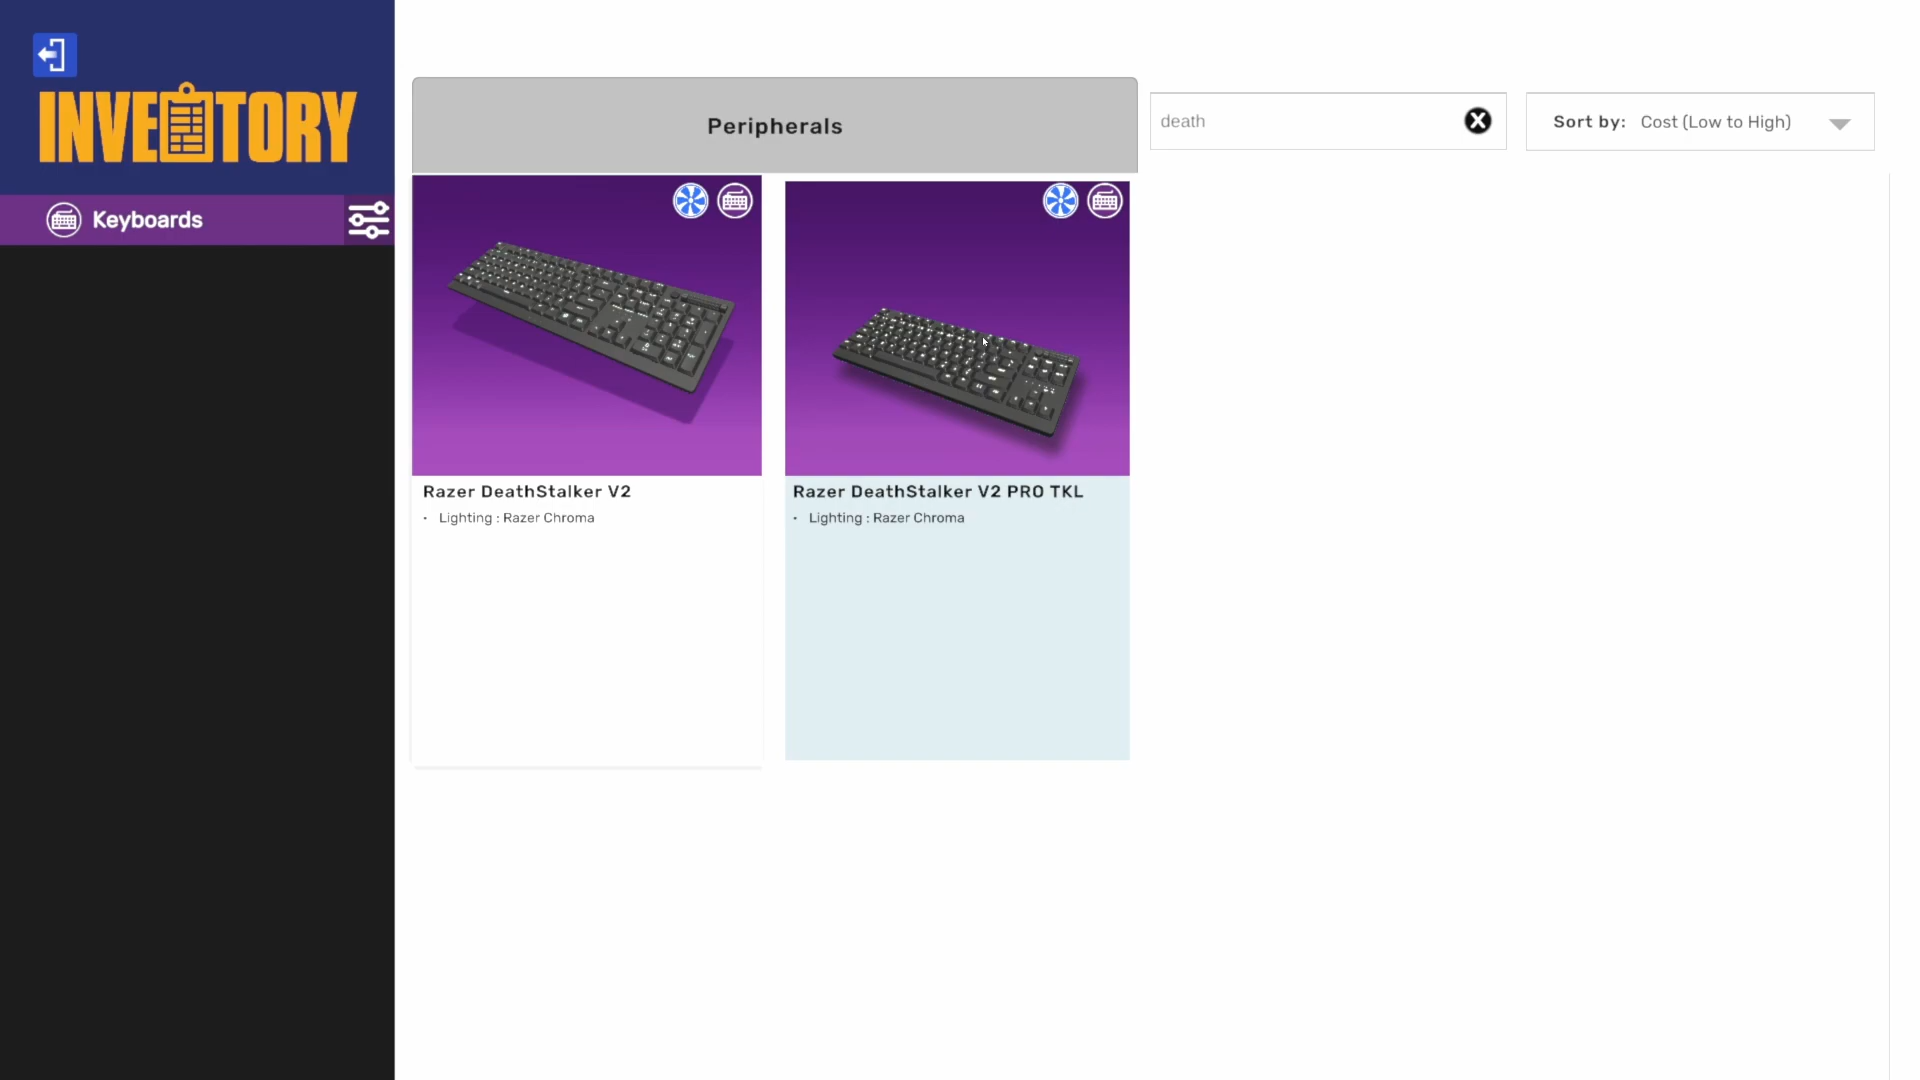 INVENTORY
Keyboards
Peripherals
death
Sort by: Cost (Low to High)
Razer DeathStalker V2
• Lighting : Razer Chroma
Razer DeathStalker V2 PRO TKL
• Lighting : Razer Chroma